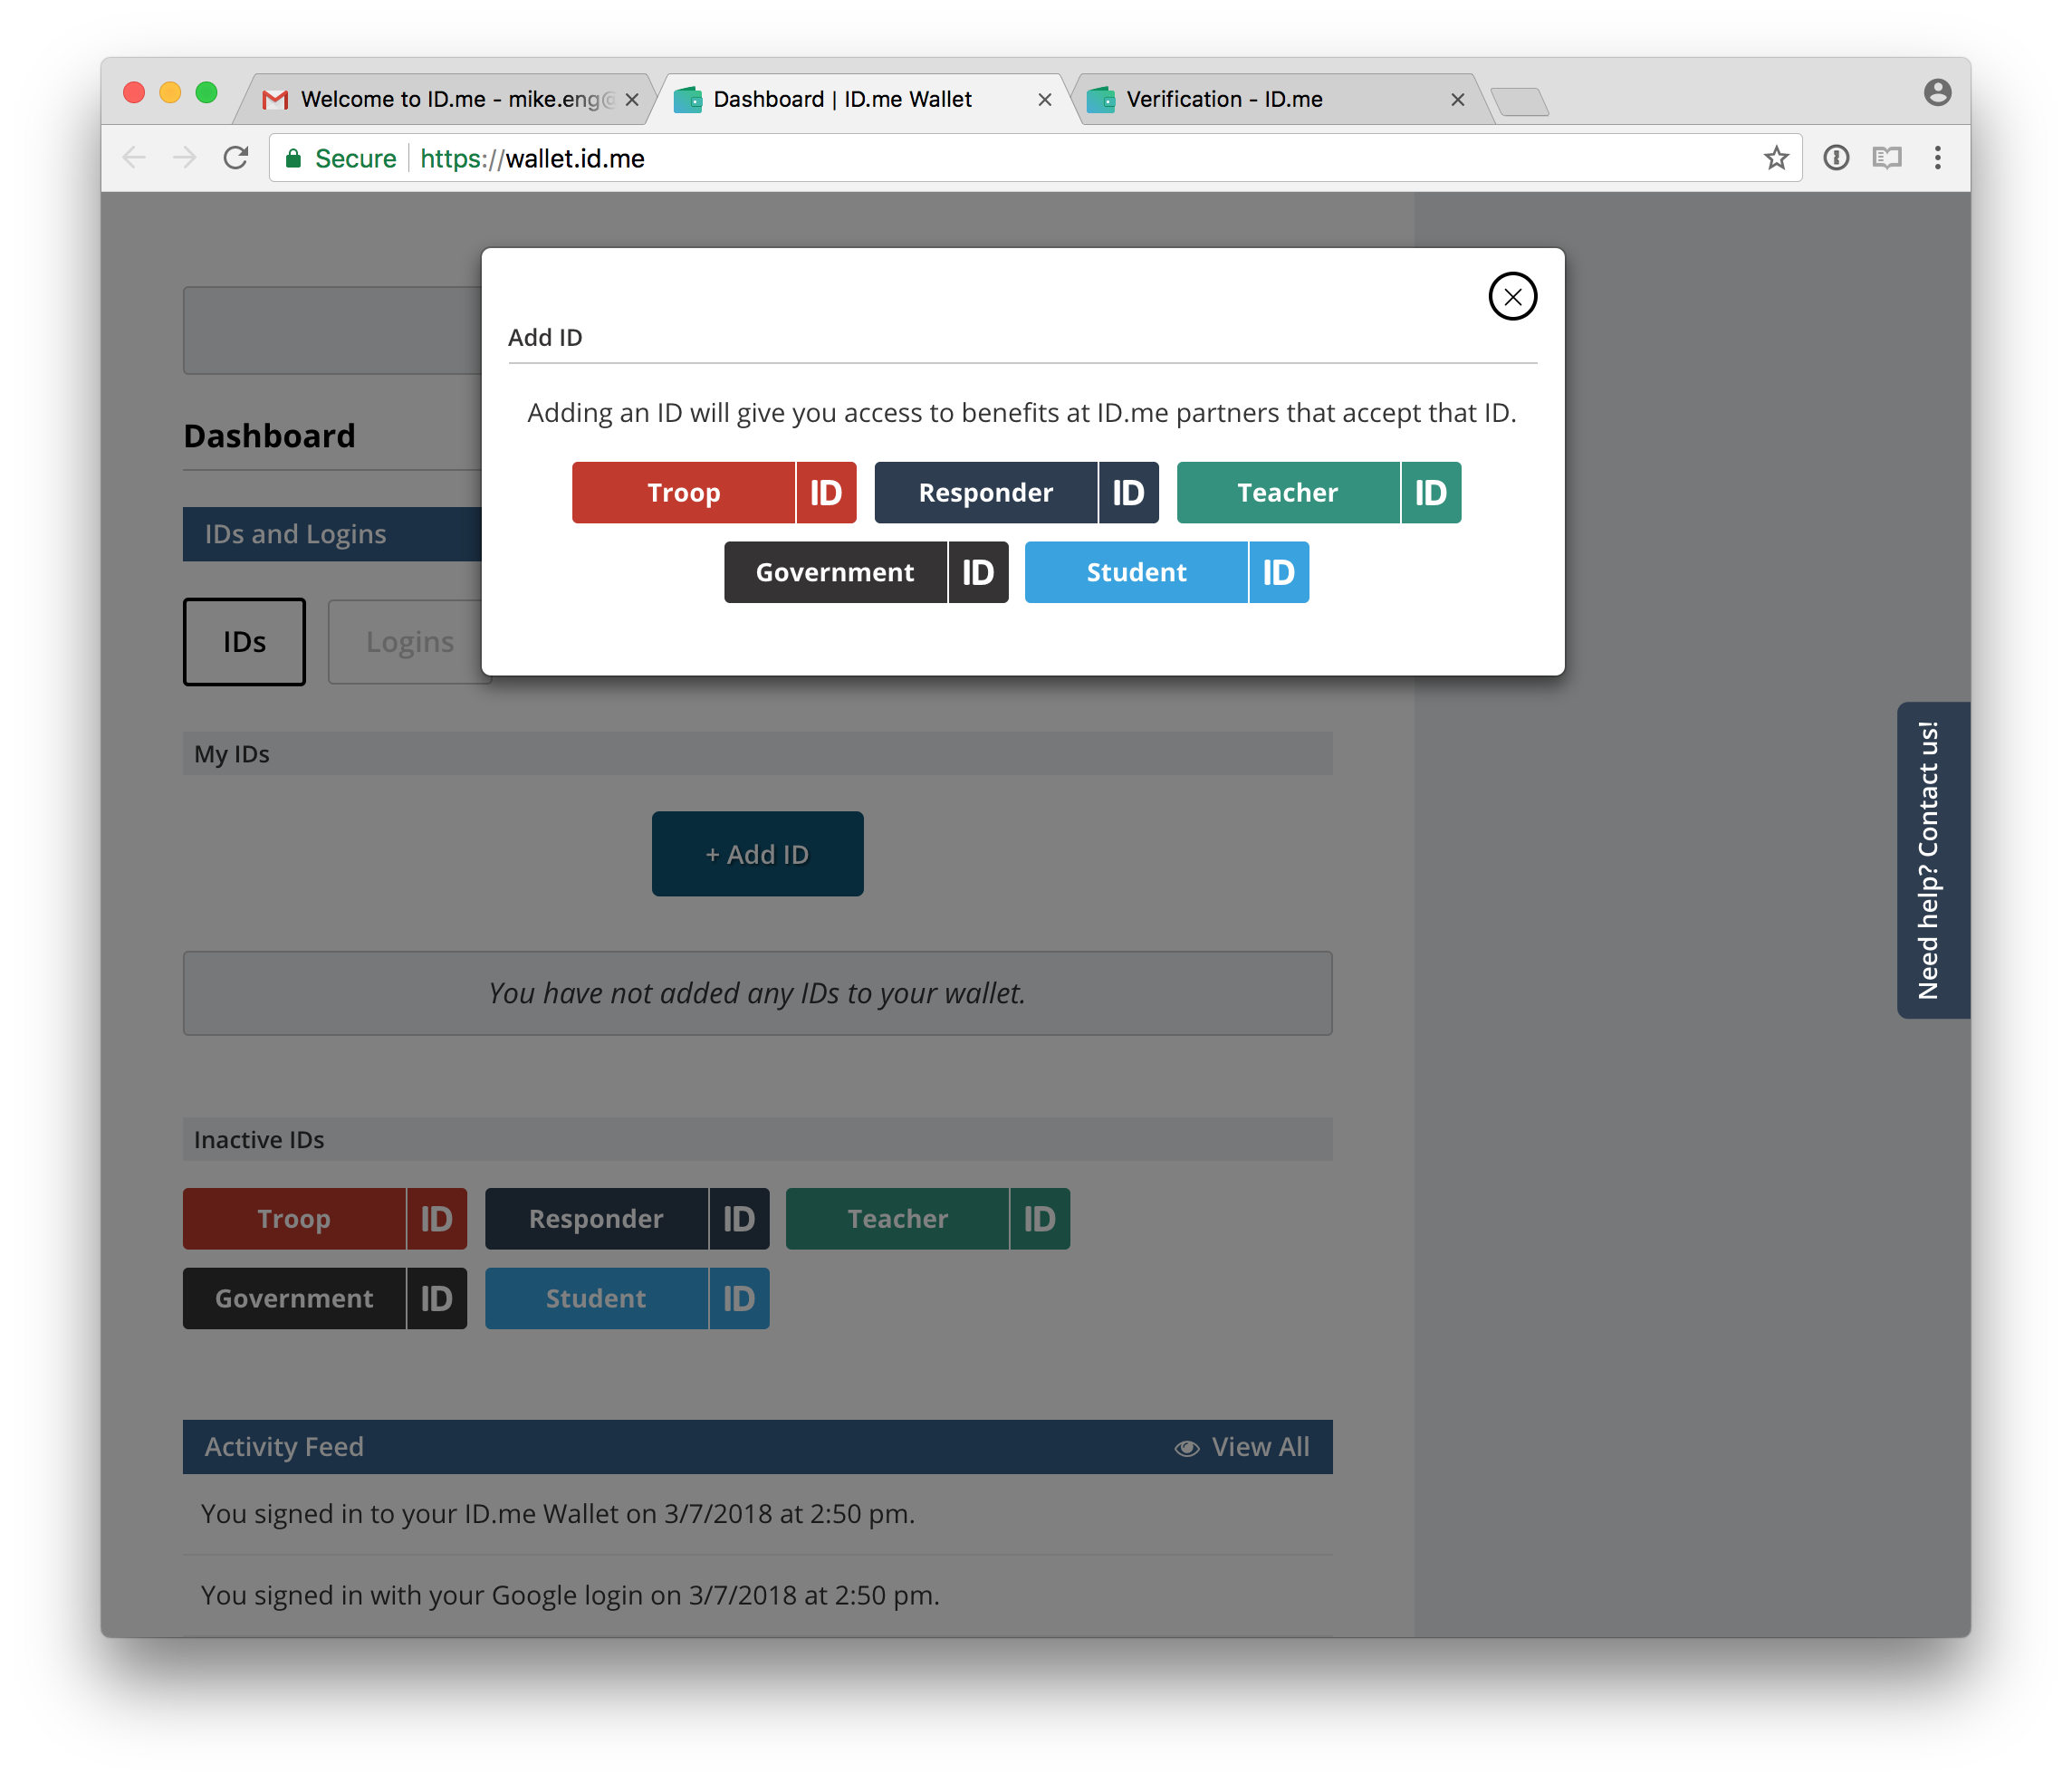 Welcome to ID.me - mike.eng@
Dashboard | ID.me Wallet
Verification - ID.me
Secure https://wallet.id.me
Add ID
Adding an ID will give you access to benefits at ID.me partners that accept that ID.
Troop ID
Responder ID
Teacher ID
Government ID
Student ID
Dashboard
IDs and Logins
IDs
Logins
My IDs
+ Add ID
You have not added any IDs to your wallet.
Need help? Contact us!
Inactive IDs
Troop ID
Responder ID
Teacher ID
Government ID
Student ID
Activity Feed
View All
You signed in to your ID.me Wallet on 3/7/2018 at 2:50 pm.
You signed in with your Google login on 3/7/2018 at 2:50 pm.